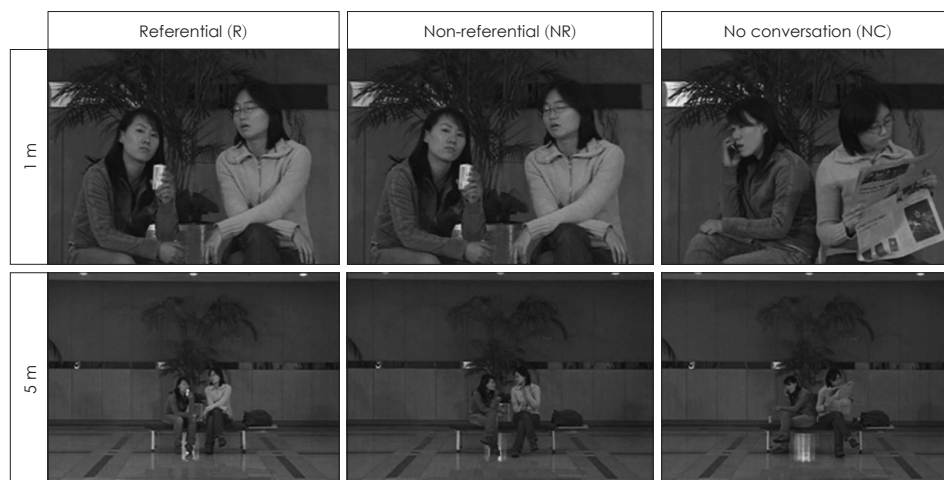 Referential (R)
Non-referential (NR)
No conversation (NC)
1 m
5 m